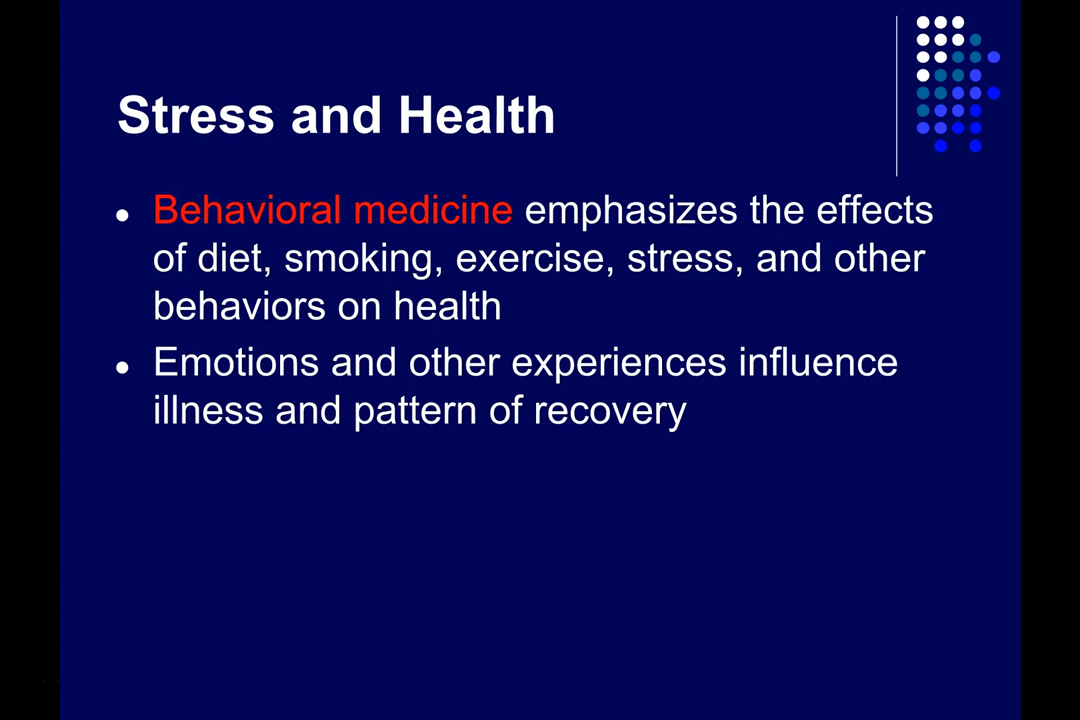 Stress and Health
● Behavioral medicine emphasizes the effects
of diet, smoking, exercise, stress, and other
behaviors on health
● Emotions and other experiences influence
illness and pattern of recovery